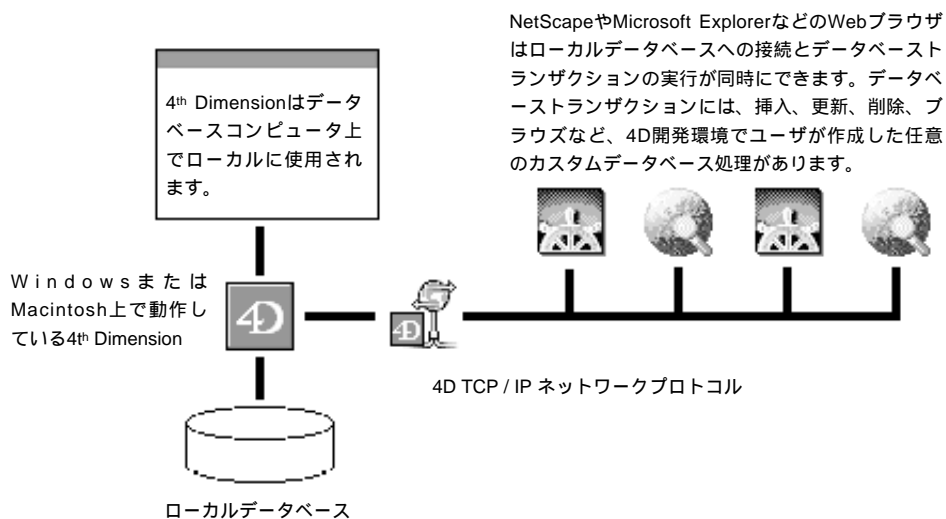 NetScapeやMicrosoft ExplorerなどのWebブラウザ
はローカルデータベースへの接続とデータベースト
ランザクションの実行が同時にできます。データベ
ーストランザクションには、挿入、更新、削除、ブ
ラウズなど、4D開発環境でユーザが作成した任意
のカスタムデータベース処理があります。
4th Dimensionはデータ
ベースコンピュータ上
でローカルに使用され
ます。
Windowsまたは
Macintosh上で動作し
ている4th Dimension
4D
4D
4D TCP / IP ネットワークプロトコル
ローカルデータベース